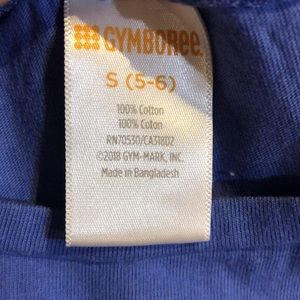 GYMBOREE.
S (5-6)
100% Cotton
100% Coton
RN70530/CA31802
©2018 GYM-MARK, INC.
Made in Bangladesh